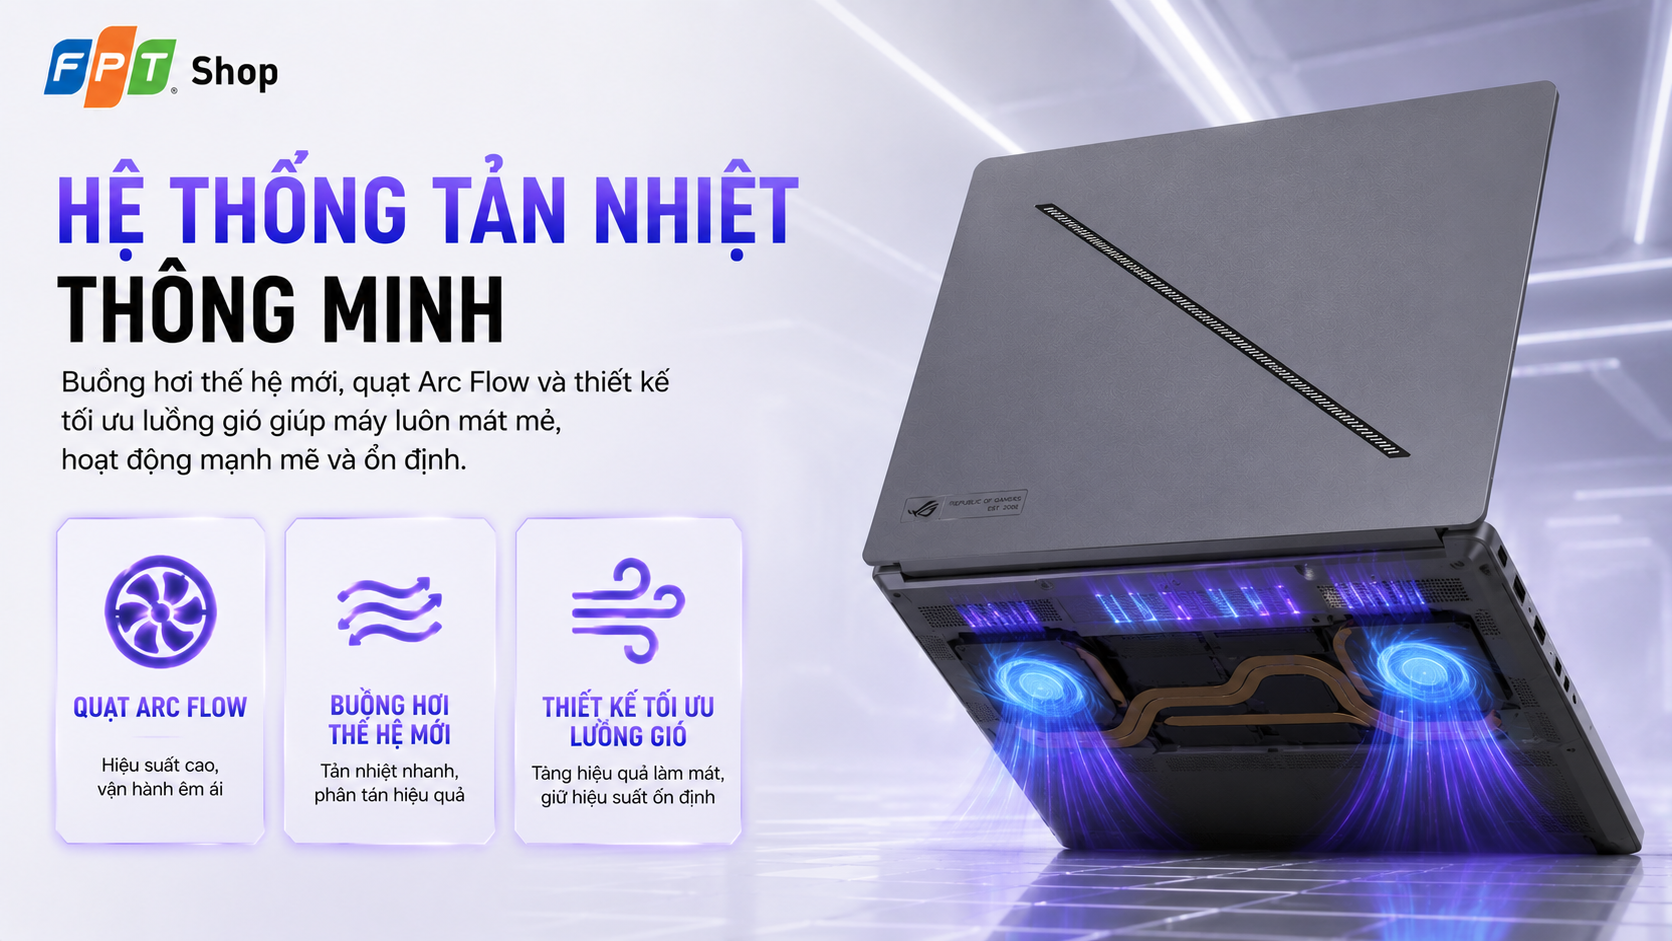 FPT® Shop
HỆ THỐNG TẢN NHIỆT
THÔNG MINH
Buồng hơi thế hệ mới, quạt Arc Flow và thiết kế
tối ưu luồng gió giúp máy luôn mát mẻ,
hoạt động mạnh mẽ và ổn định.
QUẠT ARC FLOW
Hiệu suất cao,
vận hành êm ái
BUỒNG HƠI
THẾ HỆ MỚI
Tản nhiệt nhanh,
phân tán hiệu quả
THIẾT KẾ TỐI ƯU
LUỒNG GIÓ
Tăng hiệu quả làm mát,
giữ hiệu suất ổn định
REPUBLIC OF GAMERS
EST 2006